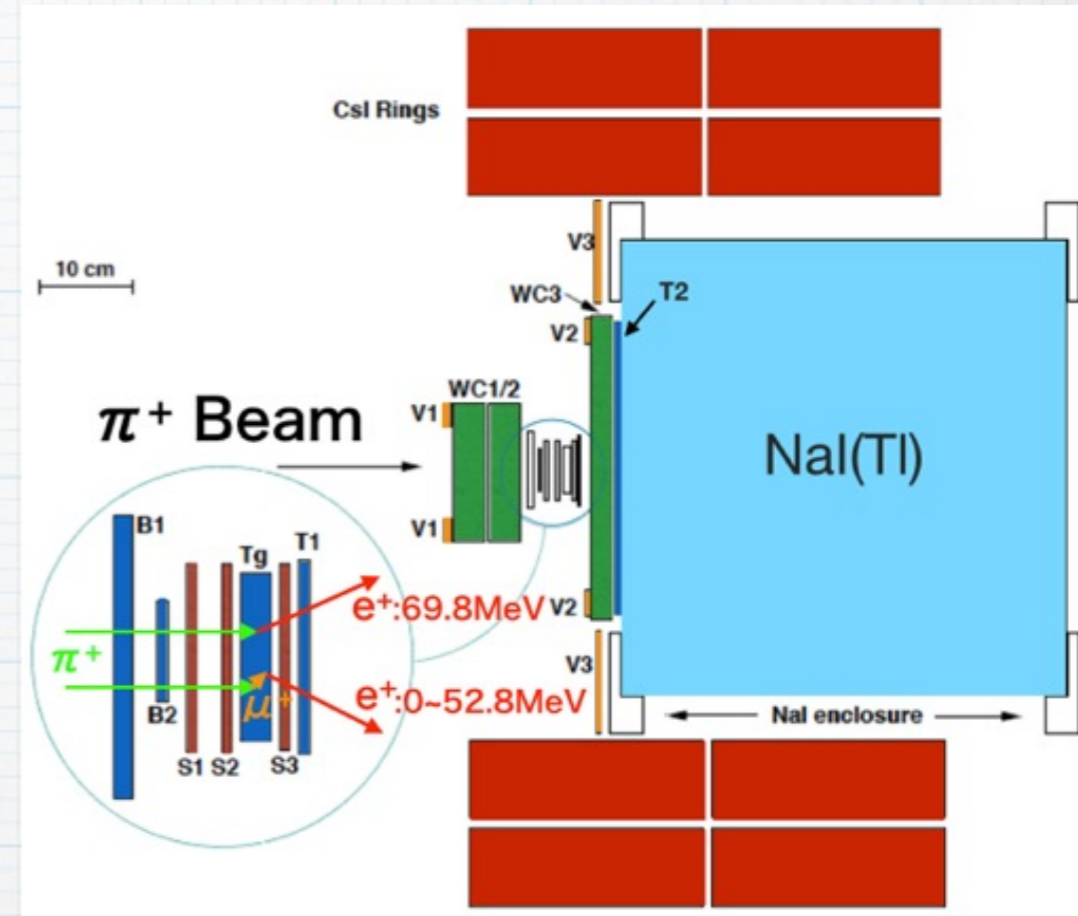 CsI Rings
10 cm
V3
WC3
T2
V2
WC1/2
π⁺ Beam
V1
NaI(Tl)
V1
B1
Tg
T1
e⁺:69.8MeV
V2
π⁺
V3
e⁺:0~52.8MeV
μ⁺
B2
NaI enclosure
S1 S2
S3